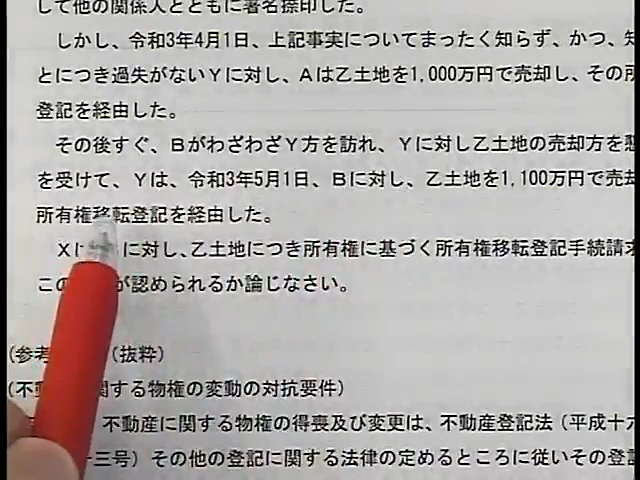 して他の関係人とともに署名捺印した。
しかし、令和3年4月1日、上記事実についてまったく知らず、かつ、知
とにつき過失がないYに対し、Aは乙土地を1,000万円で売却し、その所
登記を経由した。
その後すぐ、BがわざわざY方を訪れ、Yに対し乙土地の売却方を懇
を受けて、Yは、令和3年5月1日、Bに対し、乙土地を1,100万円で売却
所有権移転登記を経由した。
X に対し、乙土地につき所有権に基づく所有権移転登記手続請求
この が認められるか論じなさい。
(参考 (抜粋)
(不動 関する物権の変動の対抗要件)
不動産に関する物権の得喪及び変更は、不動産登記法（平成十六
十三号）その他の登記に関する法律の定めるところに従いその登記